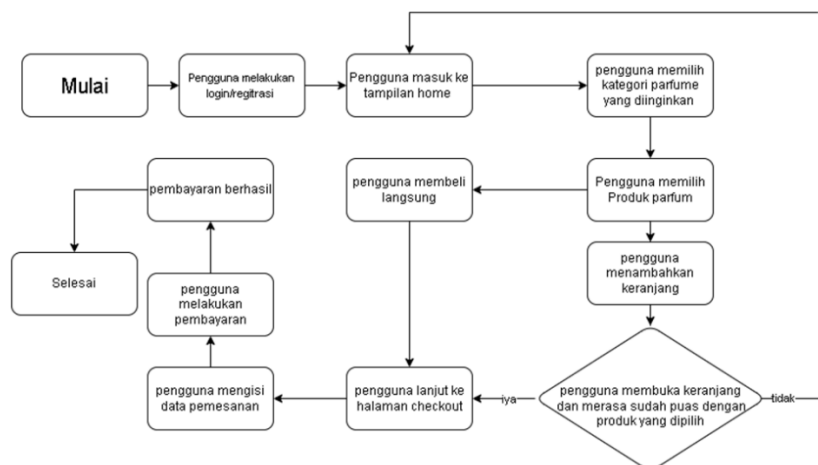 Mulai
Pengguna melakukan
login/regitrasi
Pengguna masuk ke
tampilan home
pengguna memilih
kategori parfume
yang diinginkan
pembayaran berhasil
pengguna membeli
langsung
Pengguna memilih
Produk parfum
Selesai
pengguna
melakukan
pembayaran
pengguna
menambahkan
keranjang
pengguna mengisi
data pemesanan
pengguna lanjut ke
halaman checkout
iya
pengguna membuka keranjang
dan merasa sudah puas dengan
produk yang dipilih
tidak